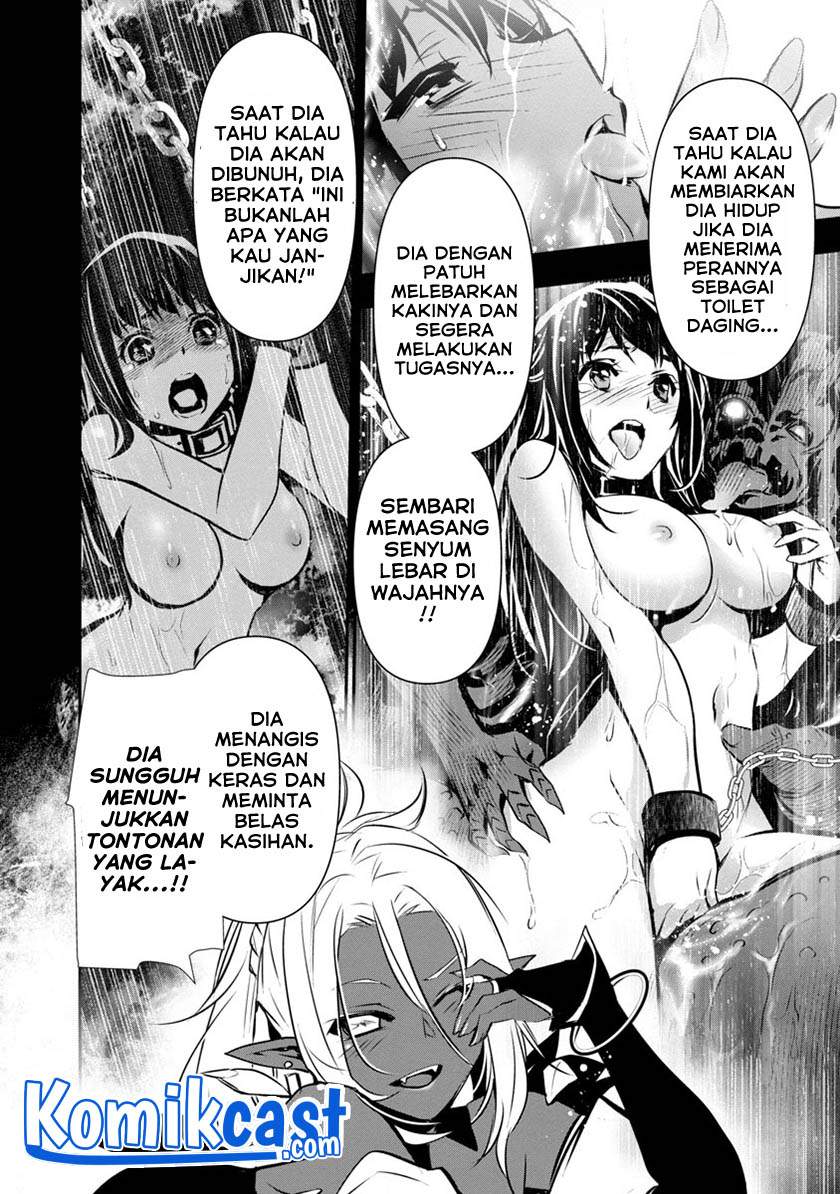 SAAT DIA
TAHU KALAU
KAMI AKAN
MEMBIARKAN
DIA HIDUP
JIKA DIA
MENERIMA
PERANNYA
SEBAGAI
TOILET
DAGING...
DIA DENGAN
PATUH
MELEBARKAN
KAKINYA DAN
SEGERA
MELAKUKAN
TUGASNYA...
SEMBARI
MEMASANG
SENYUM
LEBAR DI
WAJAHNYA
!!
SAAT DIA
TAHU KALAU
DIA AKAN
DIBUNUH, DIA
BERKATA "INI
BUKANLAH
APA YANG
KAU JAN-
JIKAN!"
DIA
MENANGIS
DENGAN
KERAS DAN
MEMINTA
BELAS
KASIHAN.
DIA
SUNGGUH
MENUN-
JUKKAN
TONTONAN
YANG LA-
YAK...!!
Komikcast
.com